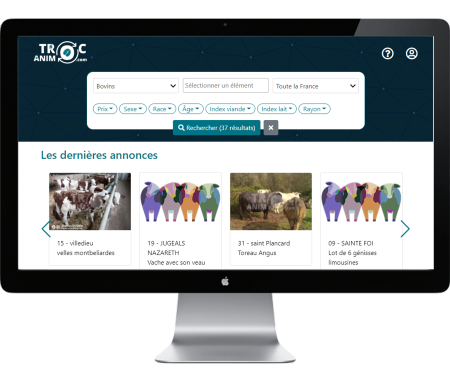 TROC
ANIM .com
Bovins
Sélectionner un élément
Toute la France
Prix
Sexe
Race
Âge
Index viande
Index lait
Rayon
Rechercher (37 résultats)
Les dernières annonces
15 - villedieu
velles montbeliardes
19 - JUGEALS
NAZARETH
Vache avec son veau
31 - saint Plancard
Toreau Angus
09 - SAINTE FOI
Lot de 6 génisses
limousines